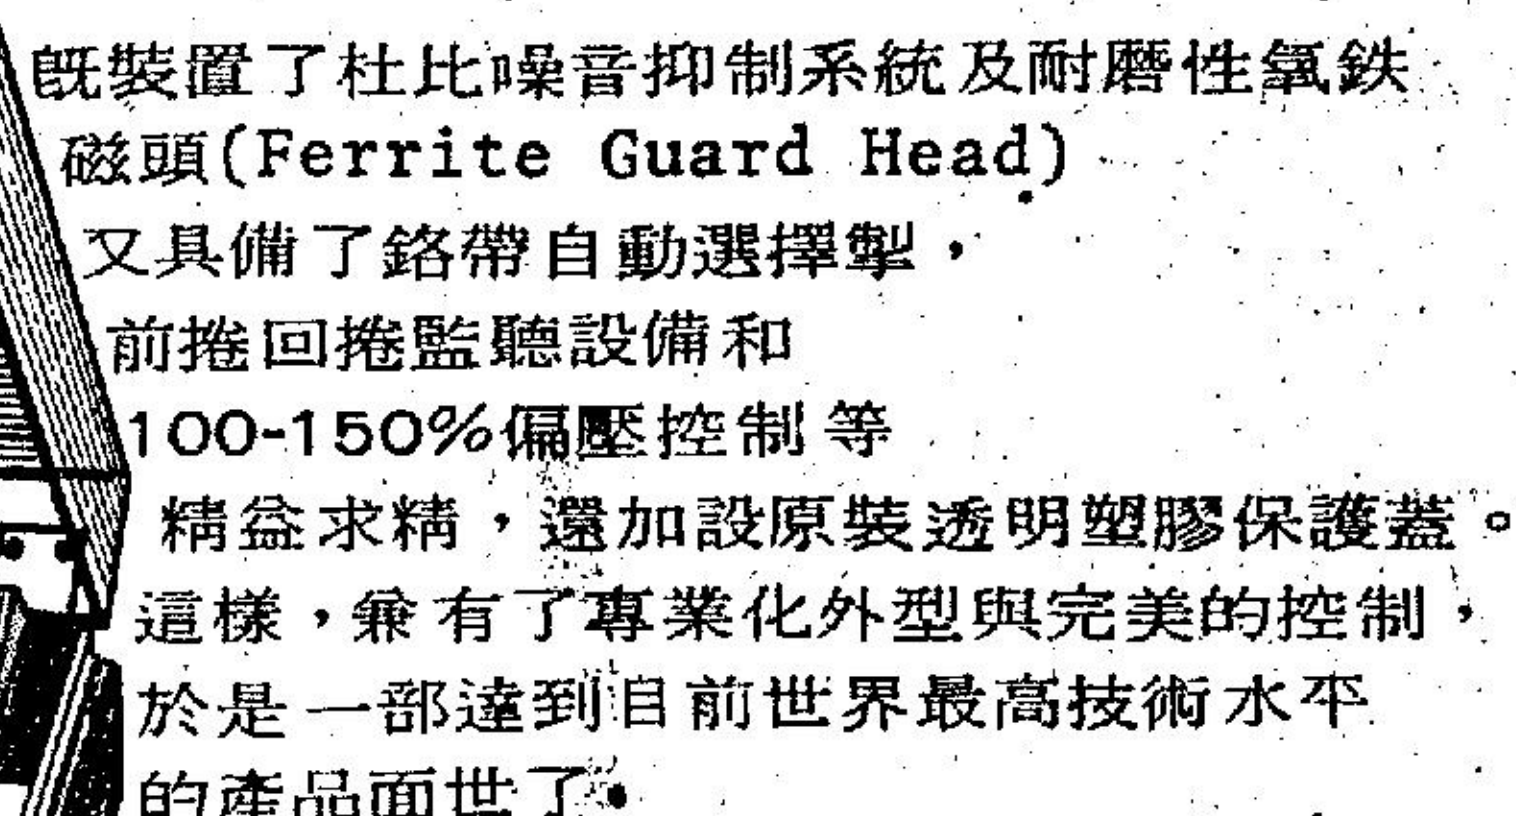 既裝置了杜比噪音抑制系統及耐磨性氧鉄
磁頭(Ferrite Guard Head)
又具備了鉻帶自動選擇掣，
前捲回捲監聽設備和
100-150%偏壓控制等
精益求精，還加設原裝透明塑膠保護蓋。
這樣，兼有了專業化外型與完美的控制，
於是一部達到目前世界最高技術水平
的產品面世了。